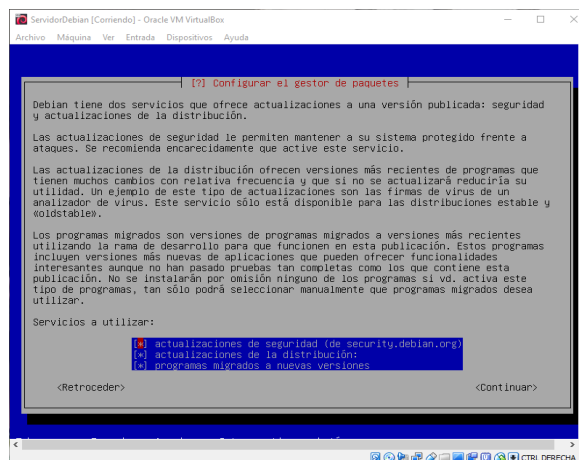 ServidorDebian [Corriendo] - Oracle VM VirtualBox
Archivo Máquina Ver Entrada Dispositivos Ayuda
[?] Configurar el gestor de paquetes
Debian tiene dos servicios que ofrece actualizaciones a una versión publicada: seguridad
y actualizaciones de la distribución.
Las actualizaciones de seguridad le permiten mantener a su sistema protegido frente a
ataques. Se recomienda encarecidamente que active este servicio.
Las actualizaciones de la distribución ofrecen versiones más recientes de programas que
tienen muchos cambios con relativa frecuencia y que si no se actualizará reduciría su
utilidad. Un ejemplo de este tipo de actualizaciones son las firmas de virus de un
analizador de virus. Este servicio sólo está disponible para las distribuciones estable y
«oldstable».
Los programas migrados son versiones de programas migrados a versiones más recientes
utilizando la rama de desarrollo para que funcionen en esta publicación. Estos programas
incluyen versiones más nuevas de aplicaciones que pueden ofrecer funcionalidades
interesantes aunque no han pasado pruebas tan completas como los que contiene esta
publicación. No se instalarán por omisión ninguno de los programas si vd. activa este
tipo de programas, tan sólo podrá seleccionar manualmente que programas migrados desea
utilizar.
Servicios a utilizar:
[*] actualizaciones de seguridad (de security.debian.org)
[*] actualizaciones de la distribución:
[*] programas migrados a nuevas versiones
<Retroceder> <Continuar>
CTRL DERECHA